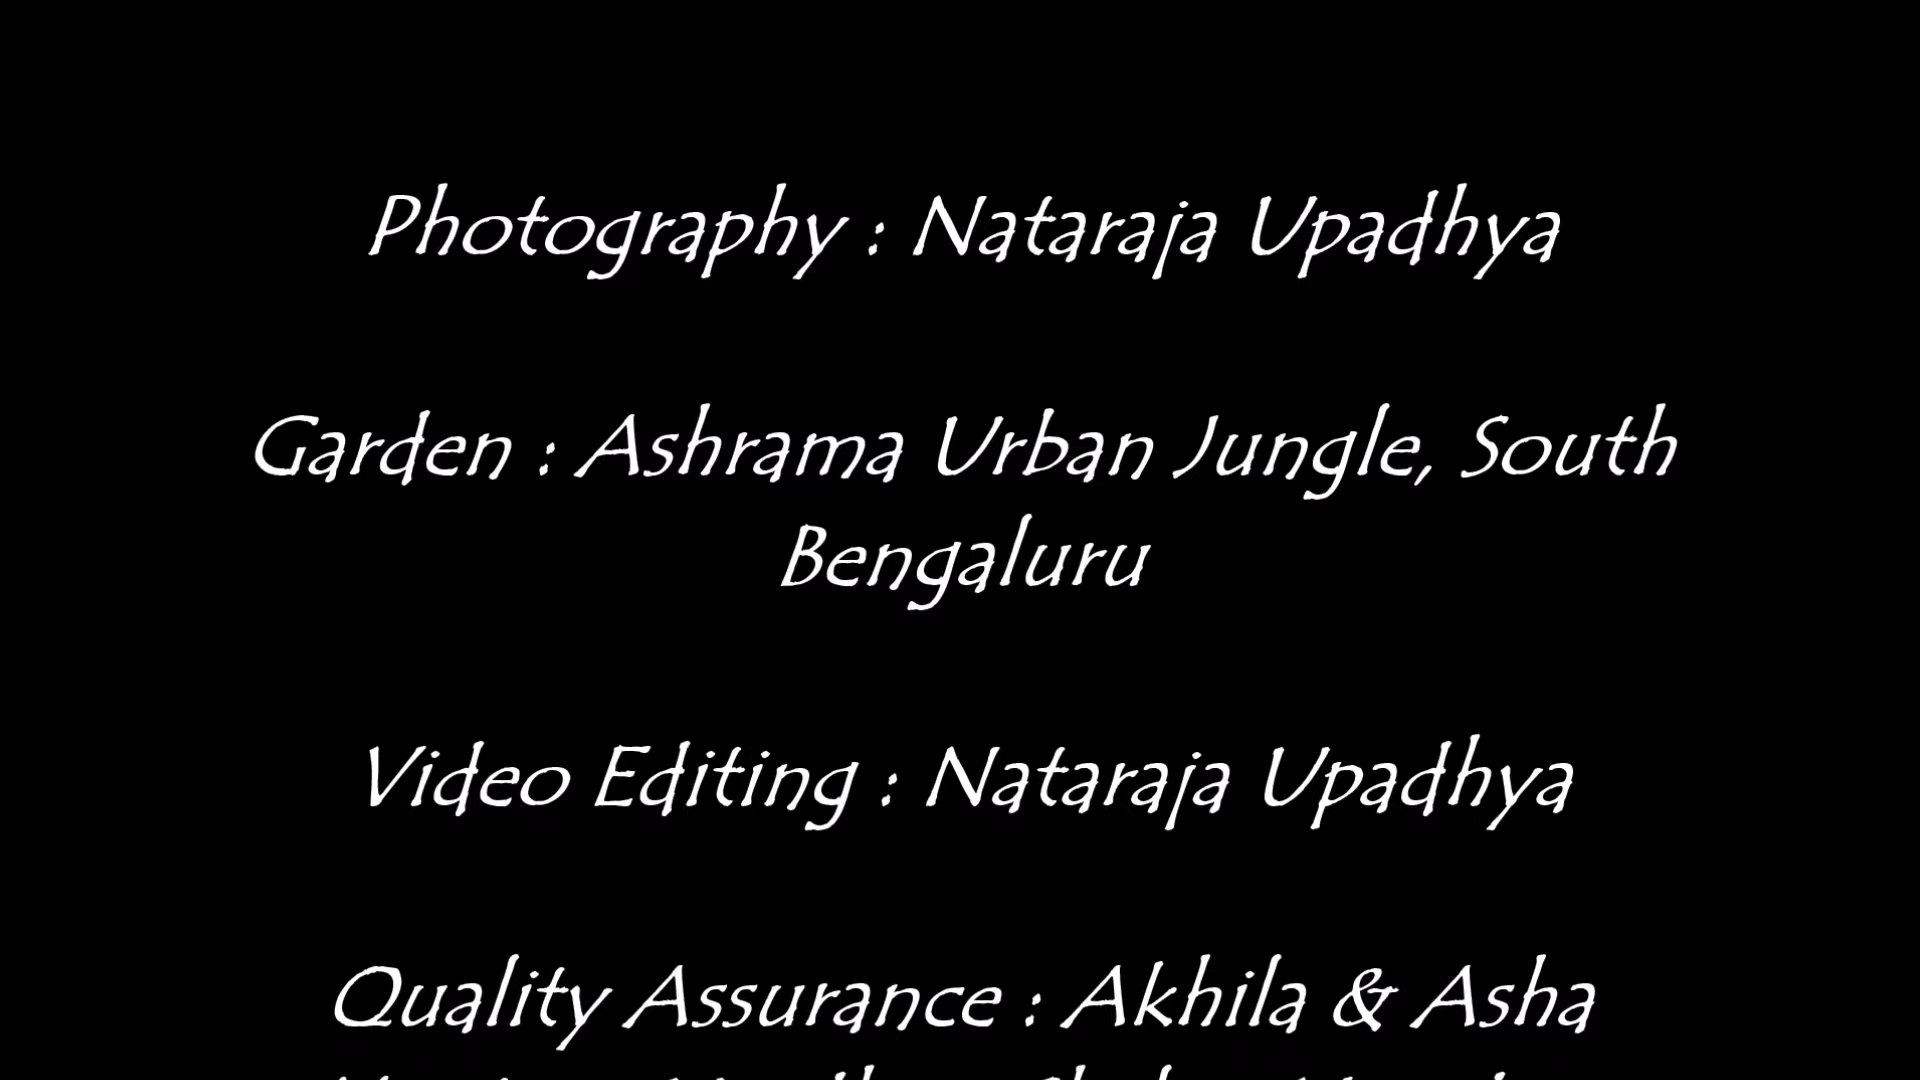 Photography : Nataraja Upadhya
Garden : Ashrama Urban Jungle, South
Bengaluru
Video Editing : Nataraja Upadhya
Quality Assurance : Akhila & Asha